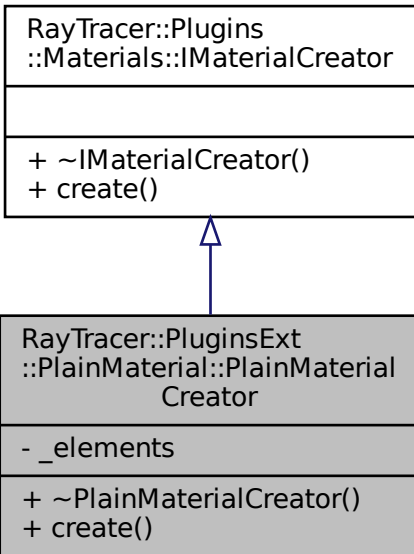 RayTracer::Plugins
::Materials::IMaterialCreator
+ ~IMaterialCreator()
+ create()
RayTracer::PluginsExt
::PlainMaterial::PlainMaterial
Creator
- _elements
+ ~PlainMaterialCreator()
+ create()